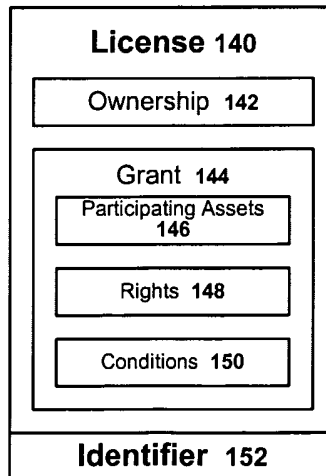 License 140
Ownership 142
Grant 144
Participating Assets
146
Rights 148
Conditions 150
Identifier 152